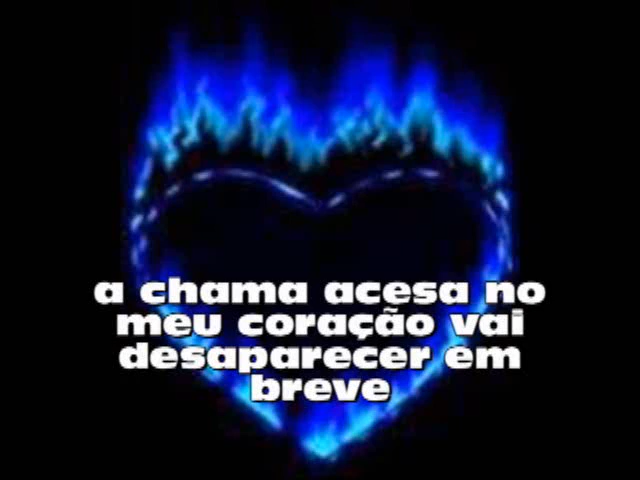 a chama acesa no
meu coração vai
desaparecer em
breve